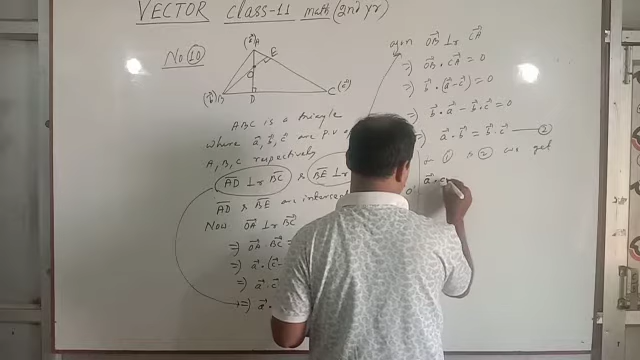 VECTOR Class-11 math (2nd yr)
No 10
(a⃗)A
E
O
(b⃗)B
D
C(c⃗)
ABC is a triangle
where a⃗, b⃗, c⃗ are p.v
A, B, C respectively
AD⃗ ⊥r BC⃗ & BE⃗ ⊥r
AD⃗ & BE⃗ are intersect
Now OA⃗ ⊥r BC⃗
⇒ OA⃗ . BC⃗ =
⇒ a⃗ . (c⃗ -
⇒ a⃗ . c⃗
⇒ a⃗ .
again OB⃗ ⊥r CA⃗
⇒ OB⃗ . CA⃗ = 0
⇒ b⃗ . (a⃗ - c⃗) = 0
⇒ b⃗ . a⃗ - b⃗ . c⃗ = 0
⇒ a⃗ . b⃗ = b⃗ . c⃗ — 2
1 & 2 we get
a⃗ . c